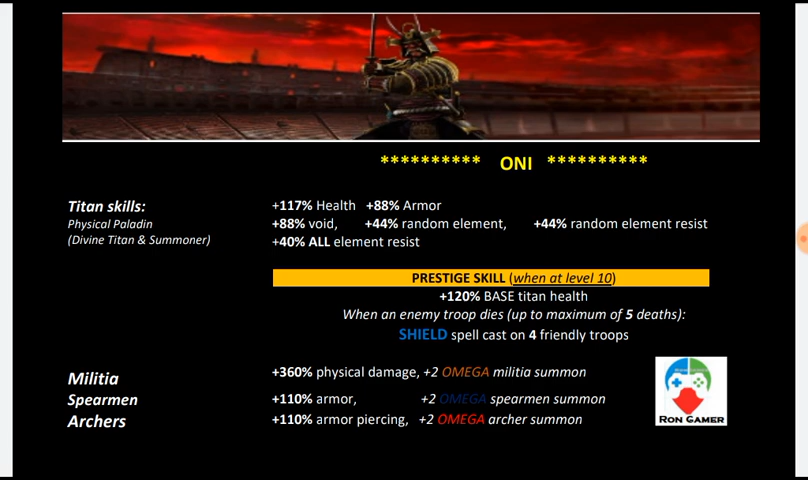 ********** ONI **********
Titan skills: +117% Health +88% Armor
Physical Paladin +88% void, +44% random element, +44% random element resist
(Divine Titan & Summoner) +40% ALL element resist
PRESTIGE SKILL (when at level 10)
+120% BASE titan health
When an enemy troop dies (up to maximum of 5 deaths):
SHIELD spell cast on 4 friendly troops
Militia +360% physical damage, +2 OMEGA militia summon
Spearmen +110% armor, +2 OMEGA spearmen summon
Archers +110% armor piercing, +2 OMEGA archer summon
RON GAMER